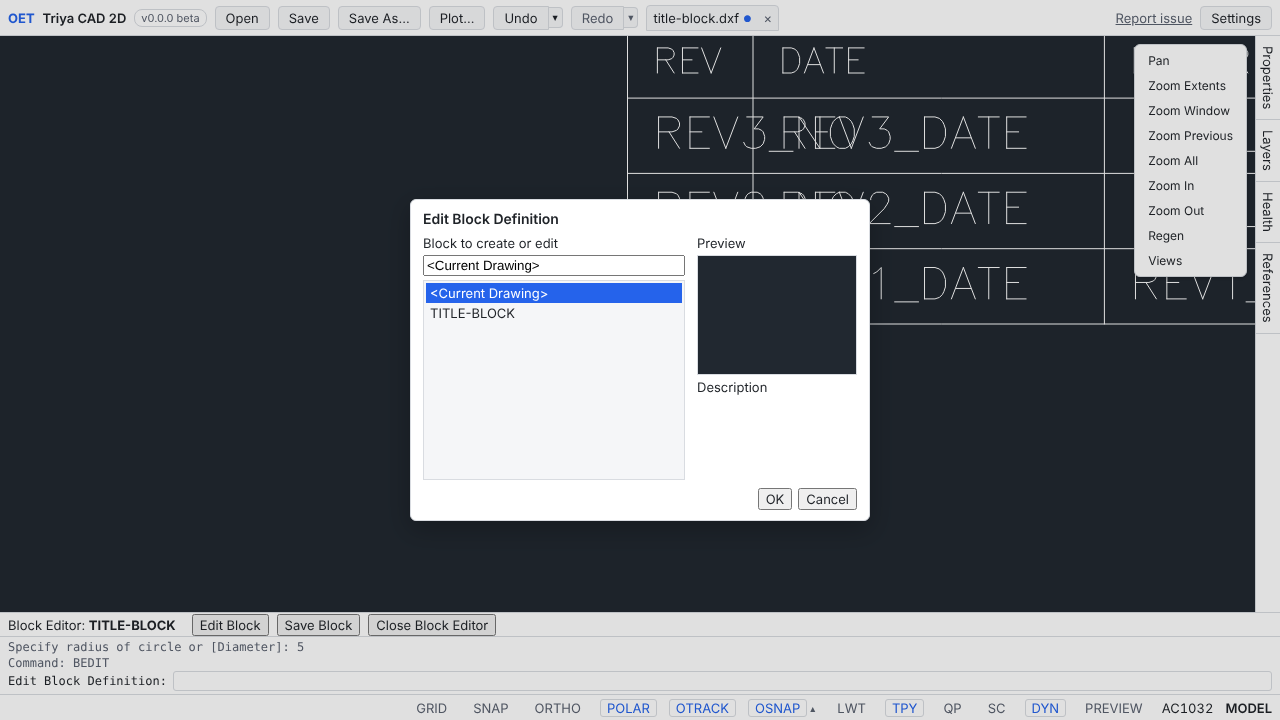 OET Triya CAD 2D v0.0.0 beta Open Save Save As... Plot... Undo ▾ Redo ▾ title-block.dxf ● × Report issue Settings
REV DATE
REV3_NO REV3_DATE
REV2_DATE
1_DATE REV1_
Pan
Zoom Extents
Zoom Window
Zoom Previous
Zoom All
Zoom In
Zoom Out
Regen
Views
Properties
Layers
Health
References
Edit Block Definition
Block to create or edit
<Current Drawing>
<Current Drawing>
TITLE-BLOCK
Preview
Description
OK Cancel
Block Editor: TITLE-BLOCK Edit Block Save Block Close Block Editor
Specify radius of circle or [Diameter]: 5
Command: BEDIT
Edit Block Definition:
GRID SNAP ORTHO POLAR OTRACK OSNAP ▴ LWT TPY QP SC DYN PREVIEW AC1032 MODEL